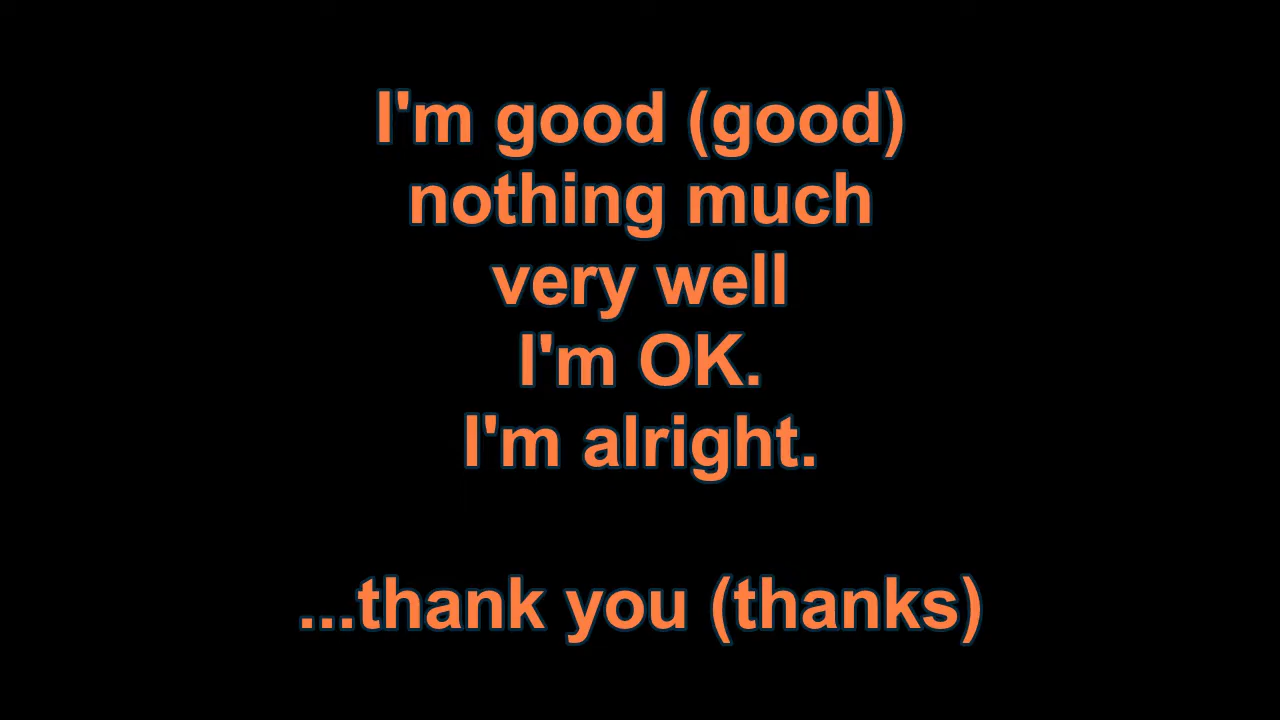 I'm good (good)
nothing much
very well
I'm OK.
I'm alright.
...thank you (thanks)